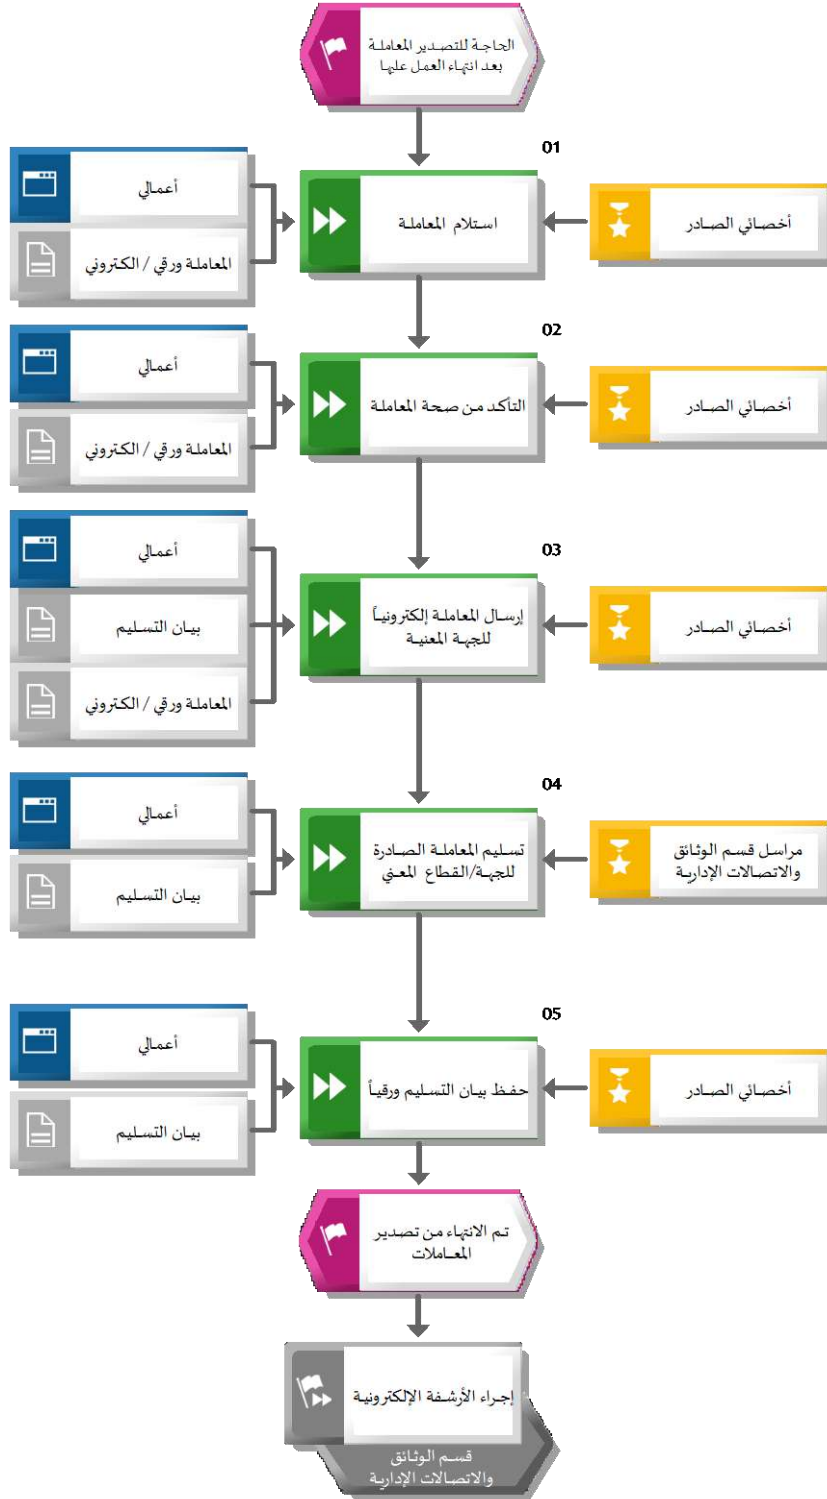 الحاجة للتصدير المعاملة
بعد انتهاء العمل عليها
01
أخصائي الصادر
استلام المعاملة
أعمالي
المعاملة ورقي / الكتروني
02
أخصائي الصادر
التأكد من صحة المعاملة
أعمالي
المعاملة ورقي / الكتروني
03
أخصائي الصادر
إرسال المعاملة إلكترونياً
للجهة المعنية
أعمالي
بيان التسليم
المعاملة ورقي / الكتروني
04
مراسل قسم الوثائق
والاتصالات الإدارية
تسليم المعاملة الصادرة
للجهة/القطاع المعني
أعمالي
بيان التسليم
05
أخصائي الصادر
حفظ بيان التسليم ورقياً
أعمالي
بيان التسليم
تم الانتهاء من تصدير
المعاملات
إجراء الأرشفة الإلكترونية
قسم الوثائق
والاتصالات الإدارية